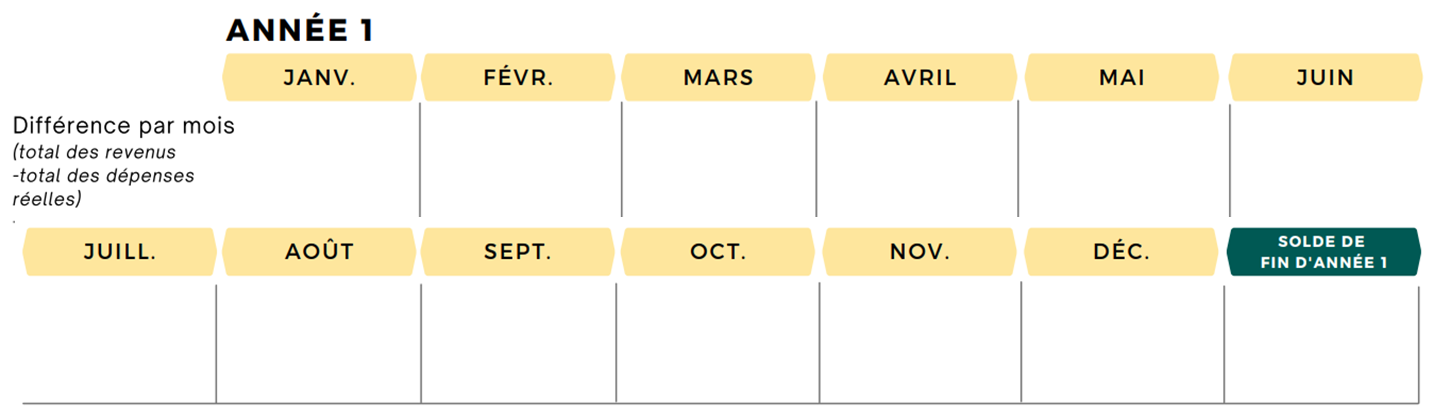 ANNÉE 1
JANV. FÉVR. MARS AVRIL MAI JUIN
Différence par mois
(total des revenus
-total des dépenses
réelles)
.
JUILL. AOÛT SEPT. OCT. NOV. DÉC. SOLDE DE
FIN D'ANNÉE 1